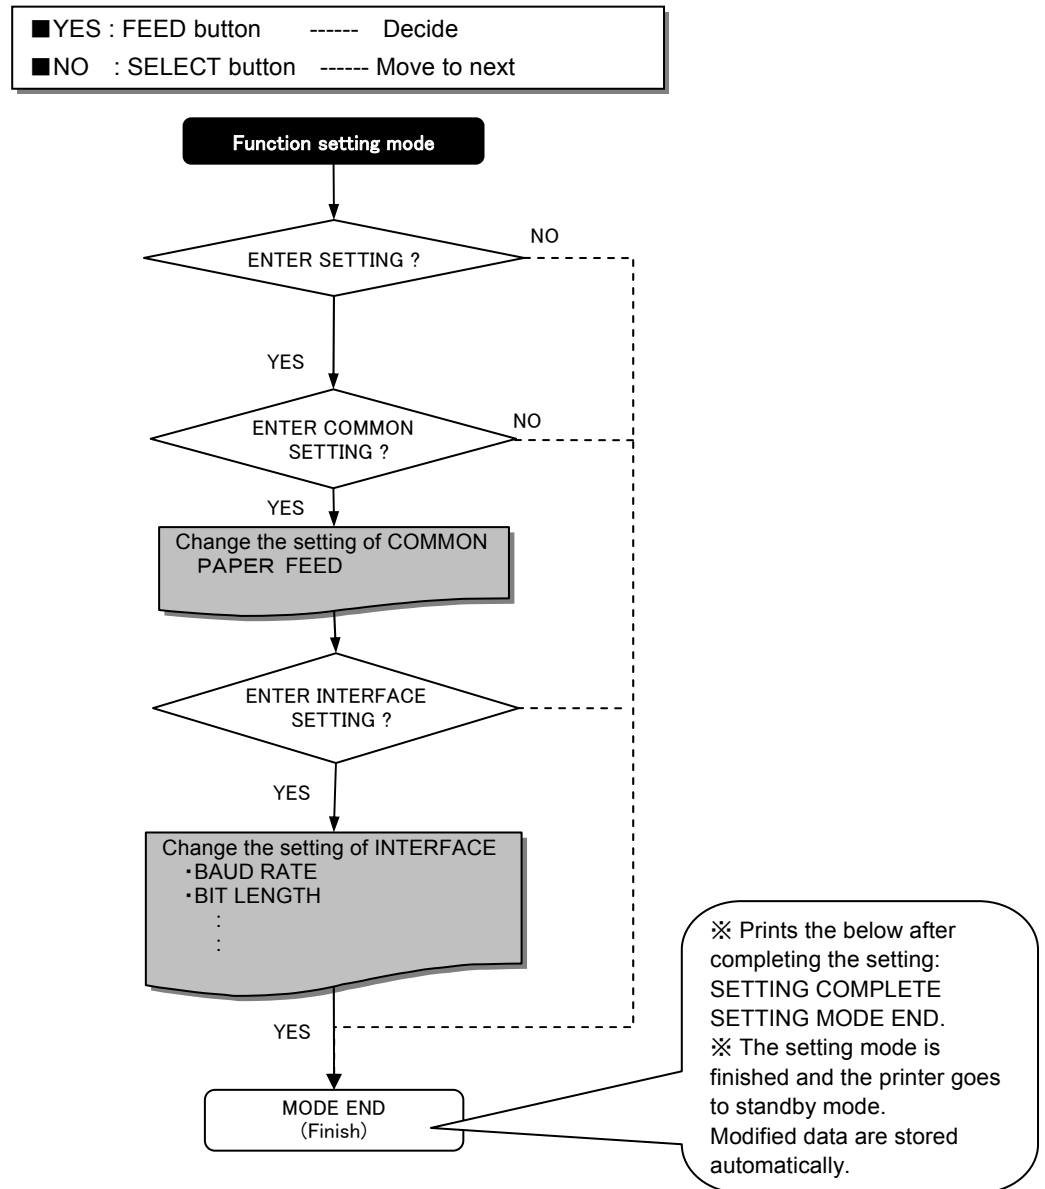 ■YES : FEED button ------ Decide
■NO : SELECT button ------ Move to next
Function setting mode
ENTER SETTING ?
NO
YES
ENTER COMMON
SETTING ?
NO
YES
Change the setting of COMMON
PAPER FEED
ENTER INTERFACE
SETTING ?
YES
Change the setting of INTERFACE
・BAUD RATE
・BIT LENGTH
:
:
YES
MODE END
(Finish)
※ Prints the below after
completing the setting:
SETTING COMPLETE
SETTING MODE END.
※ The setting mode is
finished and the printer goes
to standby mode.
Modified data are stored
automatically.